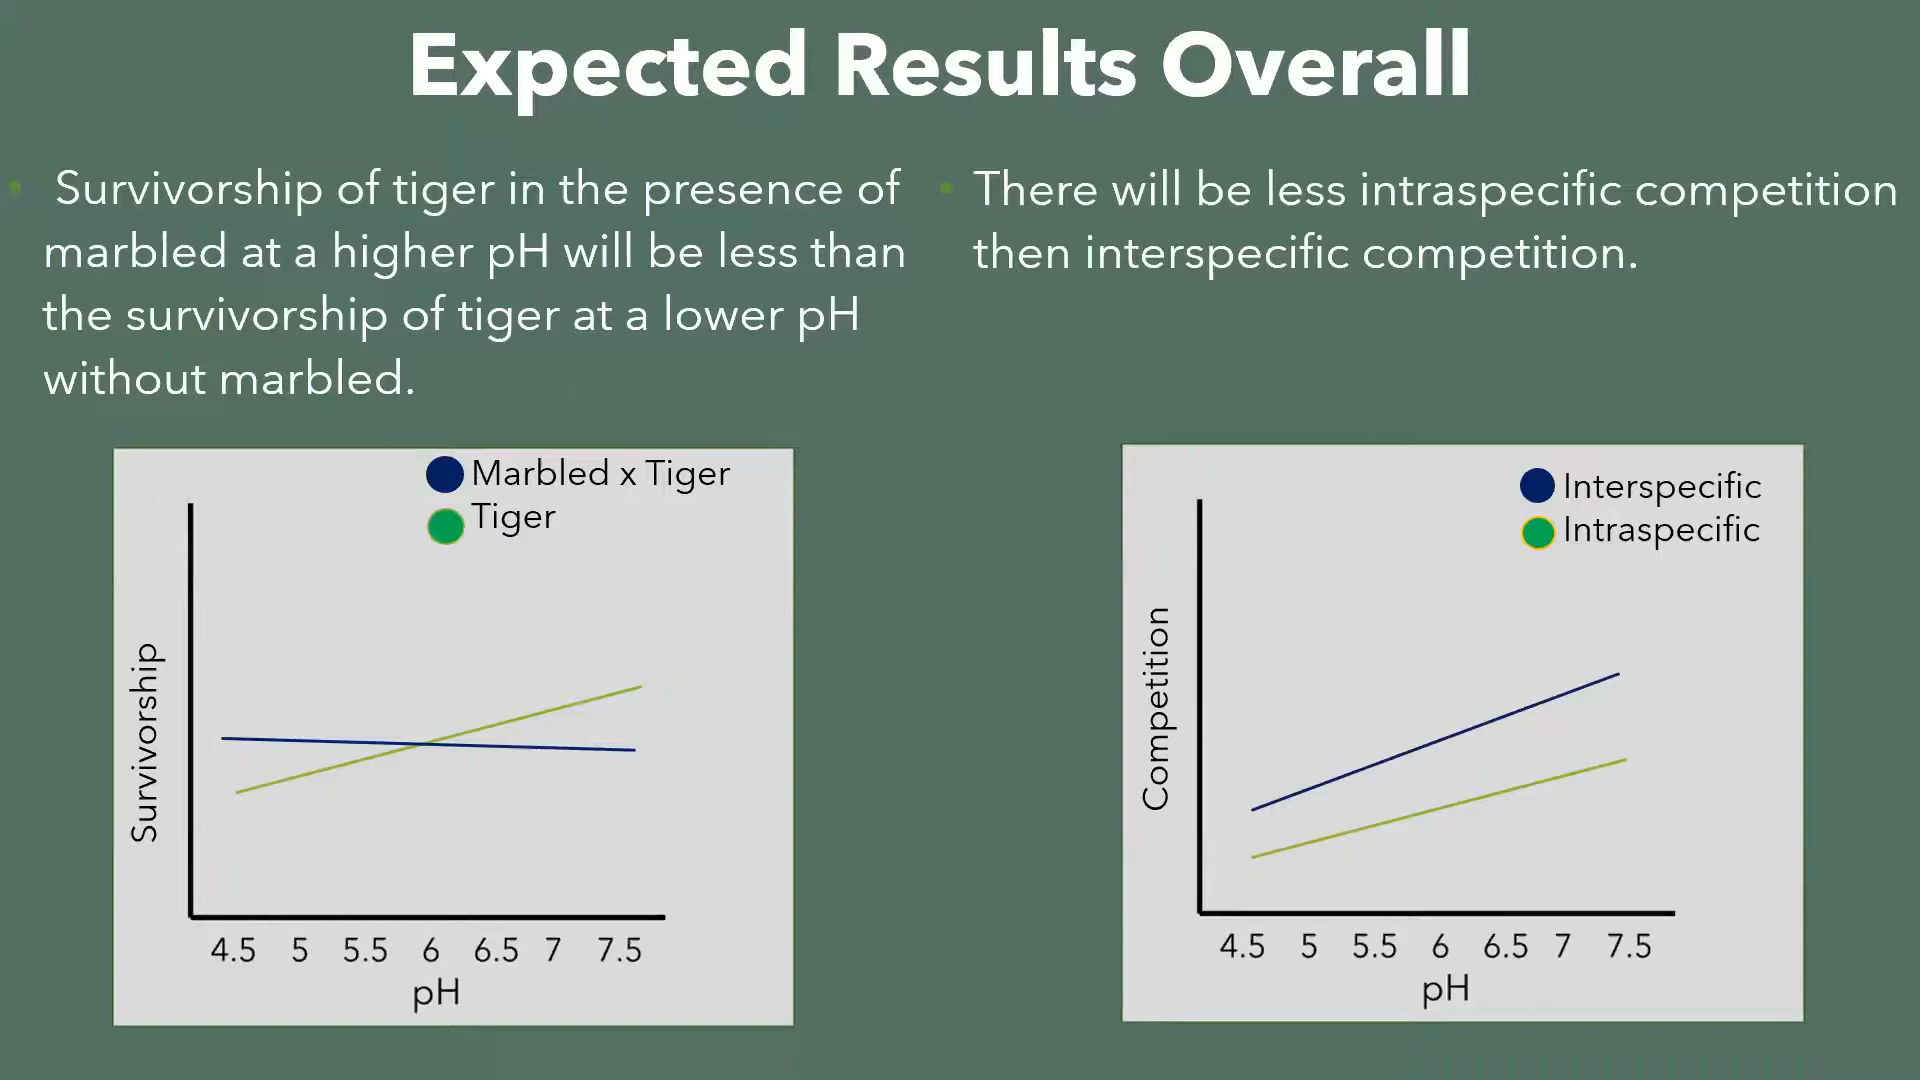 Expected Results Overall
Survivorship of tiger in the presence of
marbled at a higher pH will be less than
the survivorship of tiger at a lower pH
without marbled.
There will be less intraspecific competition
then interspecific competition.
Marbled x Tiger
Tiger
Survivorship
4.5 5 5.5 6 6.5 7 7.5
pH
Interspecific
Intraspecific
Competition
4.5 5 5.5 6 6.5 7 7.5
pH